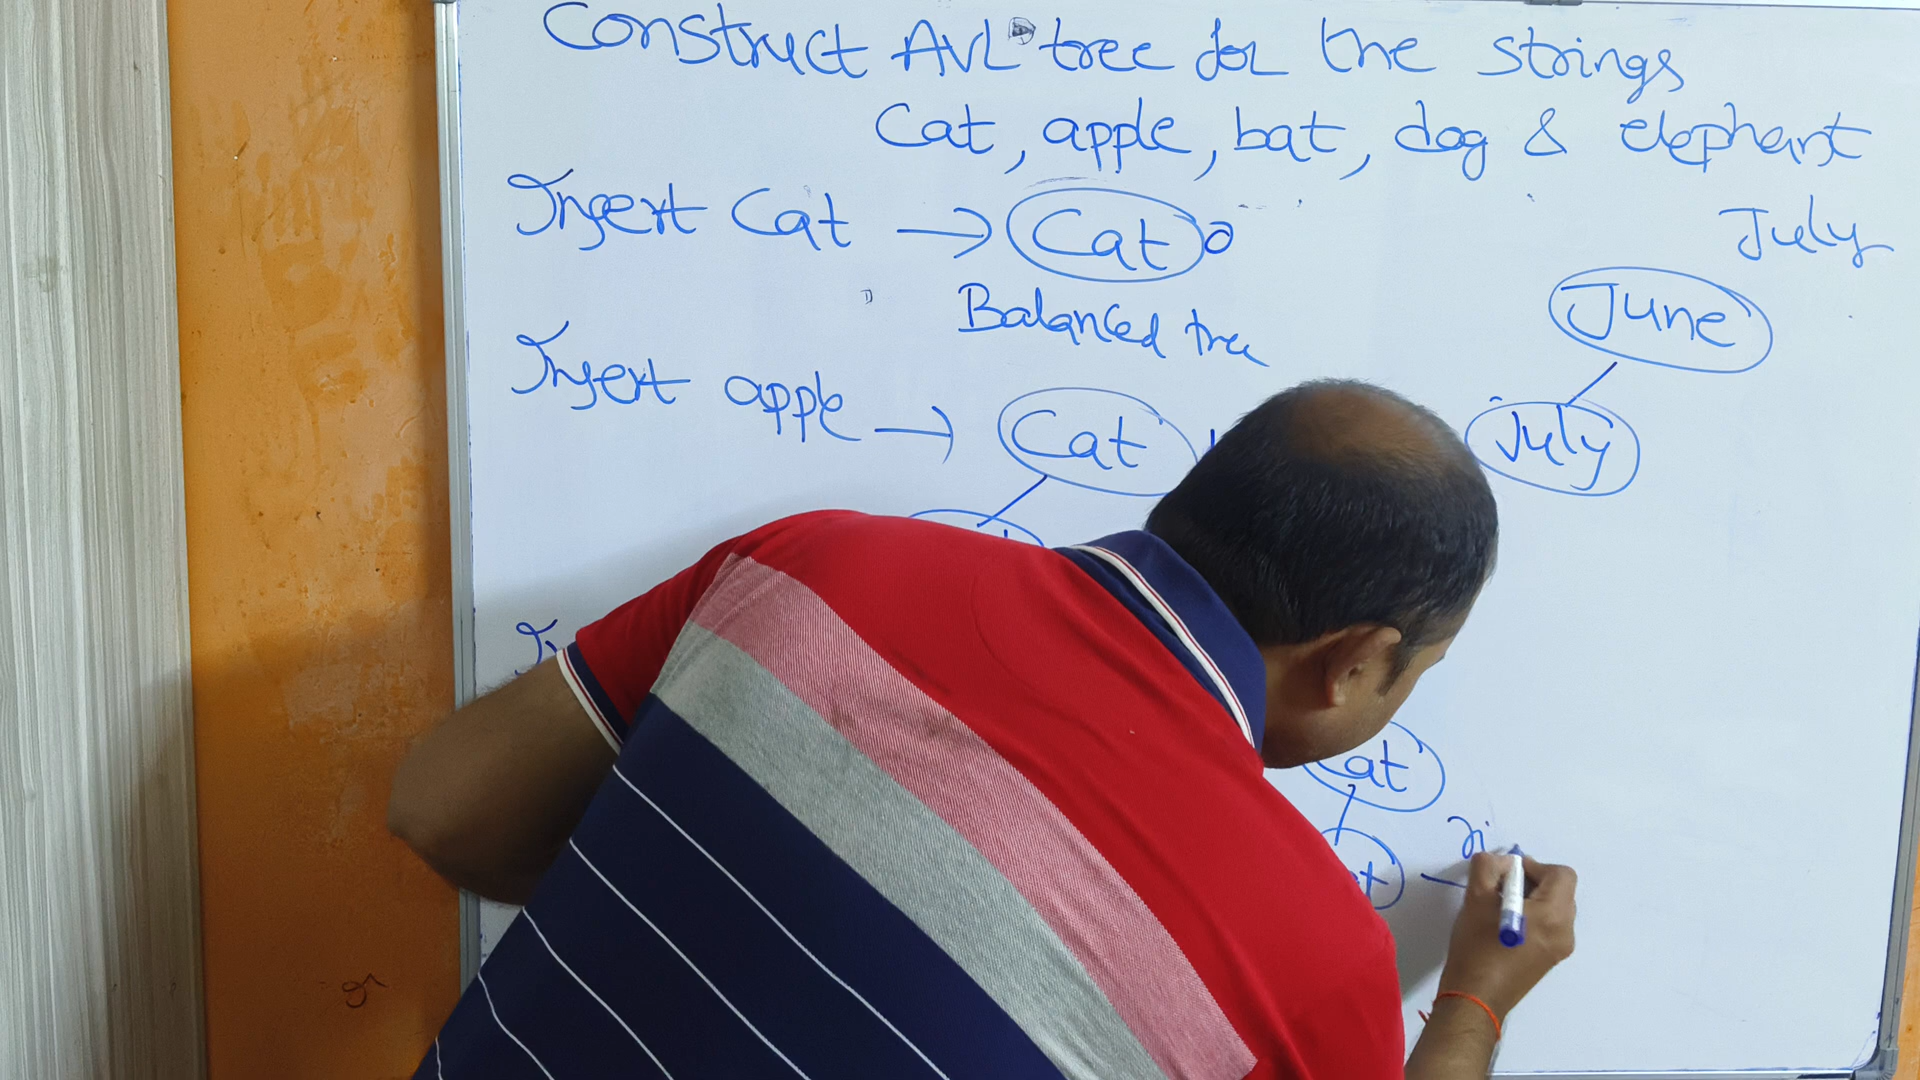 Construct AVL tree for the strings
Cat, apple, bat, dog & elephant
Insert Cat → Cat 0
July
Balanced tree
June
Insert apple → Cat
July
Cat